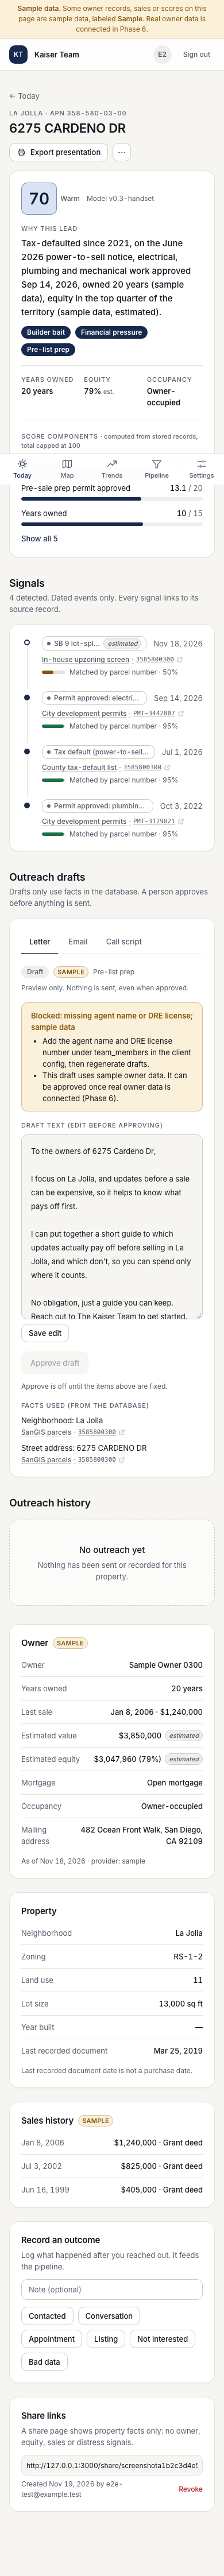 Sample data. Some owner records, sales or scores on this
page are sample data, labeled Sample. Real owner data is
connected in Phase 6.
KT Kaiser Team E2 Sign out
← Today
LA JOLLA · APN 358-580-03-00
6275 CARDENO DR
Export presentation ···
70 Warm Model v0.3-handset
WHY THIS LEAD
Tax-defaulted since 2021, on the June
2026 power-to-sell notice, electrical,
plumbing and mechanical work approved
Sep 14, 2026, owned 20 years (sample
data), equity in the top quarter of the
territory (sample data, estimated).
Builder bait Financial pressure
Pre-list prep
YEARS OWNED EQUITY OCCUPANCY
20 years 79% est. Owner-
occupied
SCORE COMPONENTS · computed from stored records,
total capped at 100
Today Map Trends Pipeline Settings
Pre-sale prep permit approved 13.1 / 20
Years owned 10 / 15
Show all 5
Signals
4 detected. Dated events only. Every signal links to its
source record.
SB 9 lot-spl... estimated Nov 18, 2026
In-house upzoning screen · 3585800300
Matched by parcel number · 50%
Permit approved: electri... Sep 14, 2026
City development permits · PMT-3442807
Matched by parcel number · 95%
Tax default (power-to-sell... Jul 1, 2026
County tax-default list · 3585800300
Matched by parcel number · 95%
Permit approved: plumbin... Oct 3, 2022
City development permits · PMT-3179821
Matched by parcel number · 95%
Outreach drafts
Drafts only use facts in the database. A person approves
before anything is sent.
Letter Email Call script
Draft SAMPLE Pre-list prep
Preview only. Nothing is sent, even when approved.
Blocked: missing agent name or DRE license;
sample data
• Add the agent name and DRE license
number under team_members in the client
config, then regenerate drafts.
• This draft uses sample owner data. It can
be approved once real owner data is
connected (Phase 6).
DRAFT TEXT (EDIT BEFORE APPROVING)
To the owners of 6275 Cardeno Dr,
I focus on La Jolla, and updates before a sale
can be expensive, so it helps to know what
pays off first.
I can put together a short guide to which
updates actually pay off before selling in La
Jolla, and which don't, so you can spend only
where it counts.
No obligation, just a guide you can keep.
Reach out to The Kaiser Team to get started.
Save edit
Approve draft
Approve is off until the items above are fixed.
FACTS USED (FROM THE DATABASE)
Neighborhood: La Jolla
SanGIS parcels · 3585800300
Street address: 6275 CARDENO DR
SanGIS parcels · 3585800300
Outreach history
No outreach yet
Nothing has been sent or recorded for this
property.
Owner SAMPLE
Owner Sample Owner 0300
Years owned 20 years
Last sale Jan 8, 2006 · $1,240,000
Estimated value $3,850,000 estimated
Estimated equity $3,047,960 (79%) estimated
Mortgage Open mortgage
Occupancy Owner-occupied
Mailing address 482 Ocean Front Walk, San Diego,
CA 92109
As of Nov 18, 2026 · provider: sample
Property
Neighborhood La Jolla
Zoning RS-1-2
Land use 11
Lot size 13,000 sq ft
Year built —
Last recorded document Mar 25, 2019
Last recorded document date is not a purchase date.
Sales history SAMPLE
Jan 8, 2006 $1,240,000 · Grant deed
Jul 3, 2002 $825,000 · Grant deed
Jun 16, 1999 $405,000 · Grant deed
Record an outcome
Log what happened after you reached out. It feeds
the pipeline.
Note (optional)
Contacted Conversation
Appointment Listing Not interested
Bad data
Share links
A share page shows property facts only: no owner,
equity, sales or distress signals.
http://127.0.0.1:3000/share/screenshota1b2c3d4e5
Created Nov 19, 2026 by e2e-
test@example.test Revoke